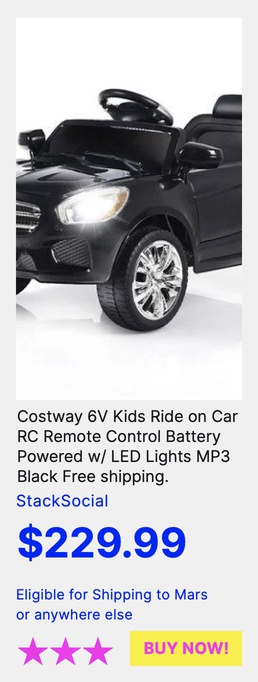 Costway 6V Kids Ride on Car
RC Remote Control Battery
Powered w/ LED Lights MP3
Black Free shipping.
StackSocial
$229.99
Eligible for Shipping to Mars
or anywhere else
BUY NOW!